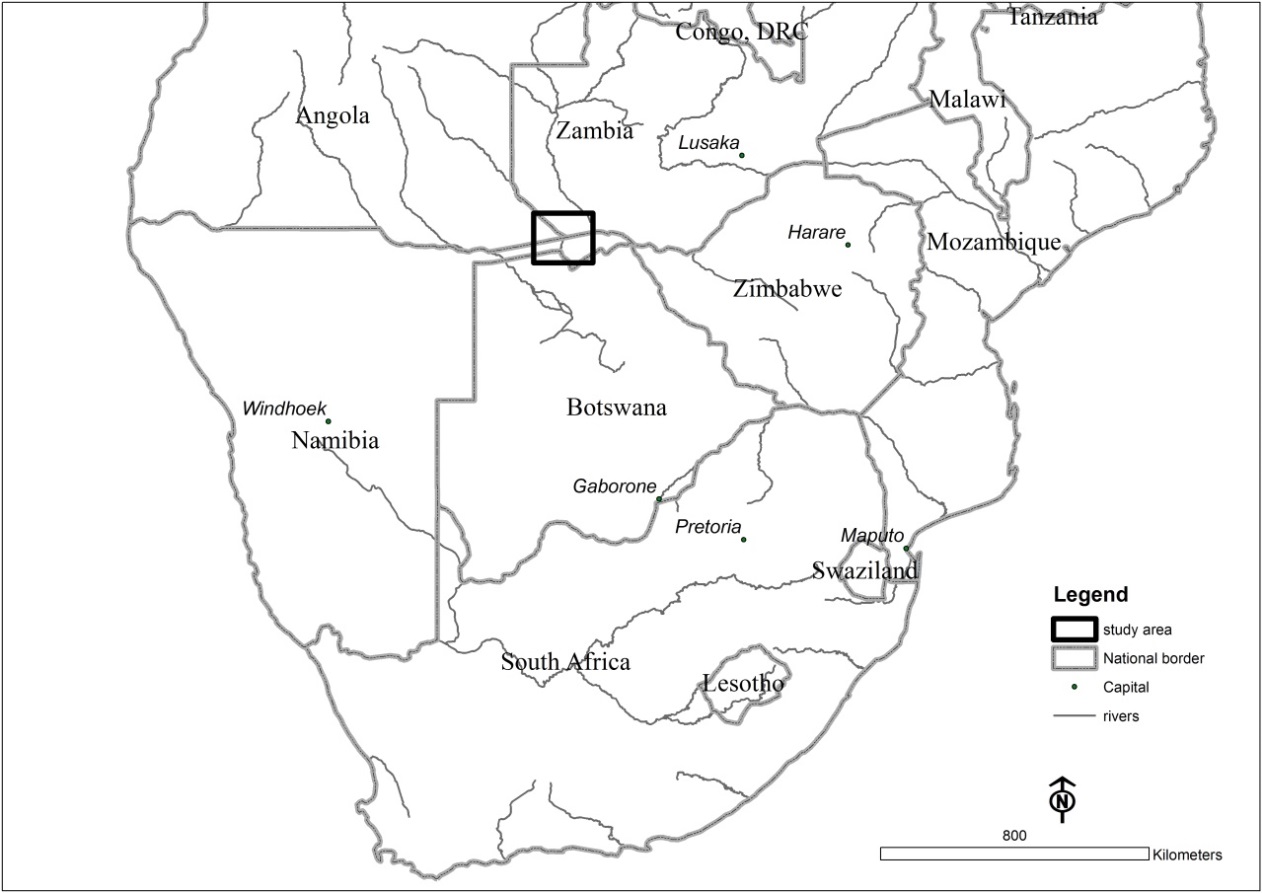 Tanzania
Congo, DRC
Malawi
Angola
Zambia
Lusaka
Harare
Mozambique
Zimbabwe
Windhoek
Namibia
Botswana
Gaborone
Pretoria
Maputo
Swaziland
South Africa
Lesotho
Legend
study area
National border
Capital
rivers
N
800
Kilometers